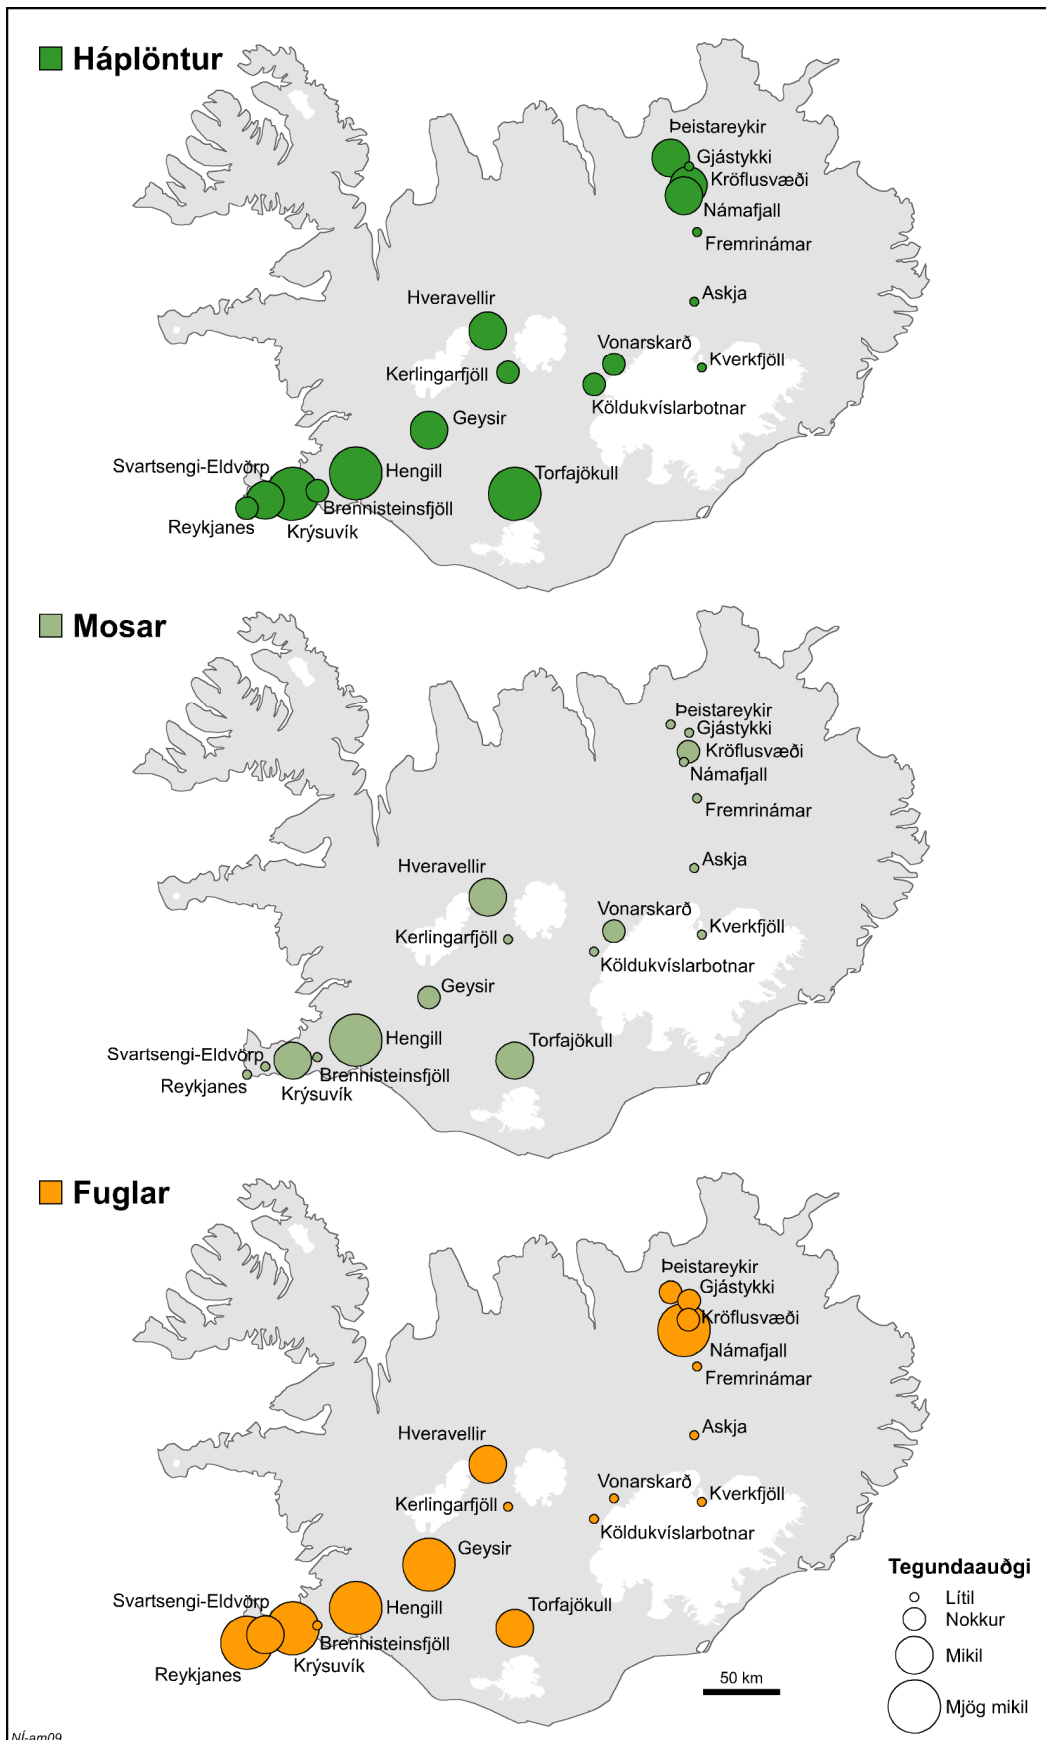 Háplöntur
Þeistareykir
Gjástykki
Kröflusvæði
Námafjall
Fremrinámar
Askja
Hveravellir
Vonarskarð
Kverkfjöll
Kerlingarfjöll
Köldukvíslarbotnar
Geysir
Svartsengi-Eldvörp
Hengill
Torfajökull
Brennisteinsfjöll
Reykjanes
Krýsuvík
Mosar
Þeistareykir
Gjástykki
Kröflusvæði
Námafjall
Fremrinámar
Askja
Hveravellir
Vonarskarð
Kverkfjöll
Kerlingarfjöll
Köldukvíslarbotnar
Geysir
Hengill
Torfajökull
Svartsengi-Eldvörp
Brennisteinsfjöll
Reykjanes
Krýsuvík
Fuglar
Þeistareykir
Gjástykki
Kröflusvæði
Námafjall
Fremrinámar
Askja
Hveravellir
Vonarskarð
Kverkfjöll
Kerlingarfjöll
Köldukvíslarbotnar
Geysir
Svartsengi-Eldvörp
Hengill
Torfajökull
Brennisteinsfjöll
Krýsuvík
Reykjanes
Tegundaauðgi
Lítil
Nokkur
Mikil
Mjög mikil
50 km
NÍ-am09